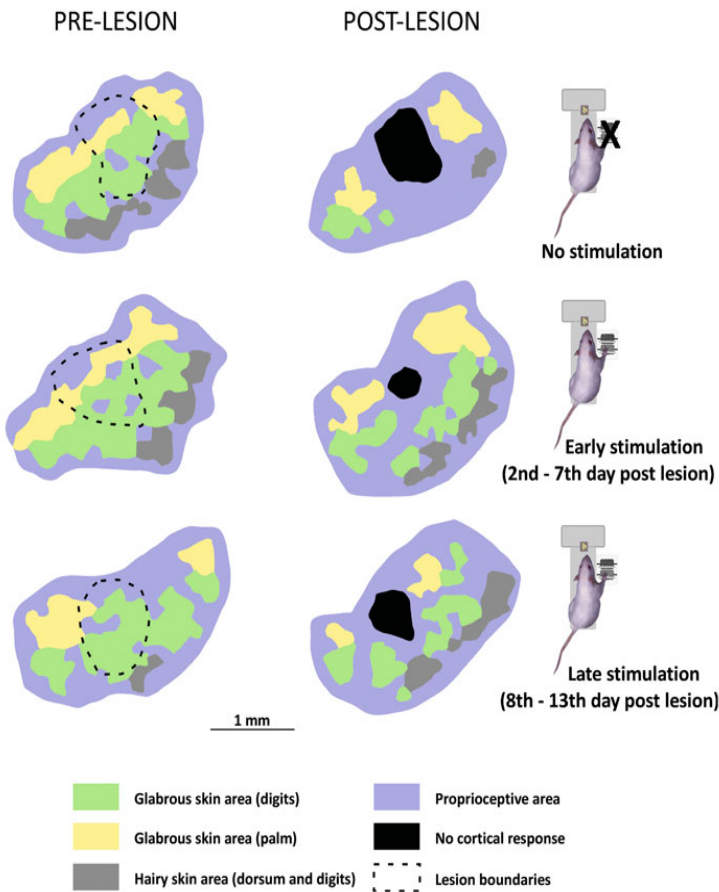 PRE-LESION
POST-LESION
X
No stimulation
Early stimulation
(2nd - 7th day post lesion)
Late stimulation
(8th - 13th day post lesion)
1 mm
Glabrous skin area (digits)
Proprioceptive area
Glabrous skin area (palm)
No cortical response
Hairy skin area (dorsum and digits)
Lesion boundaries